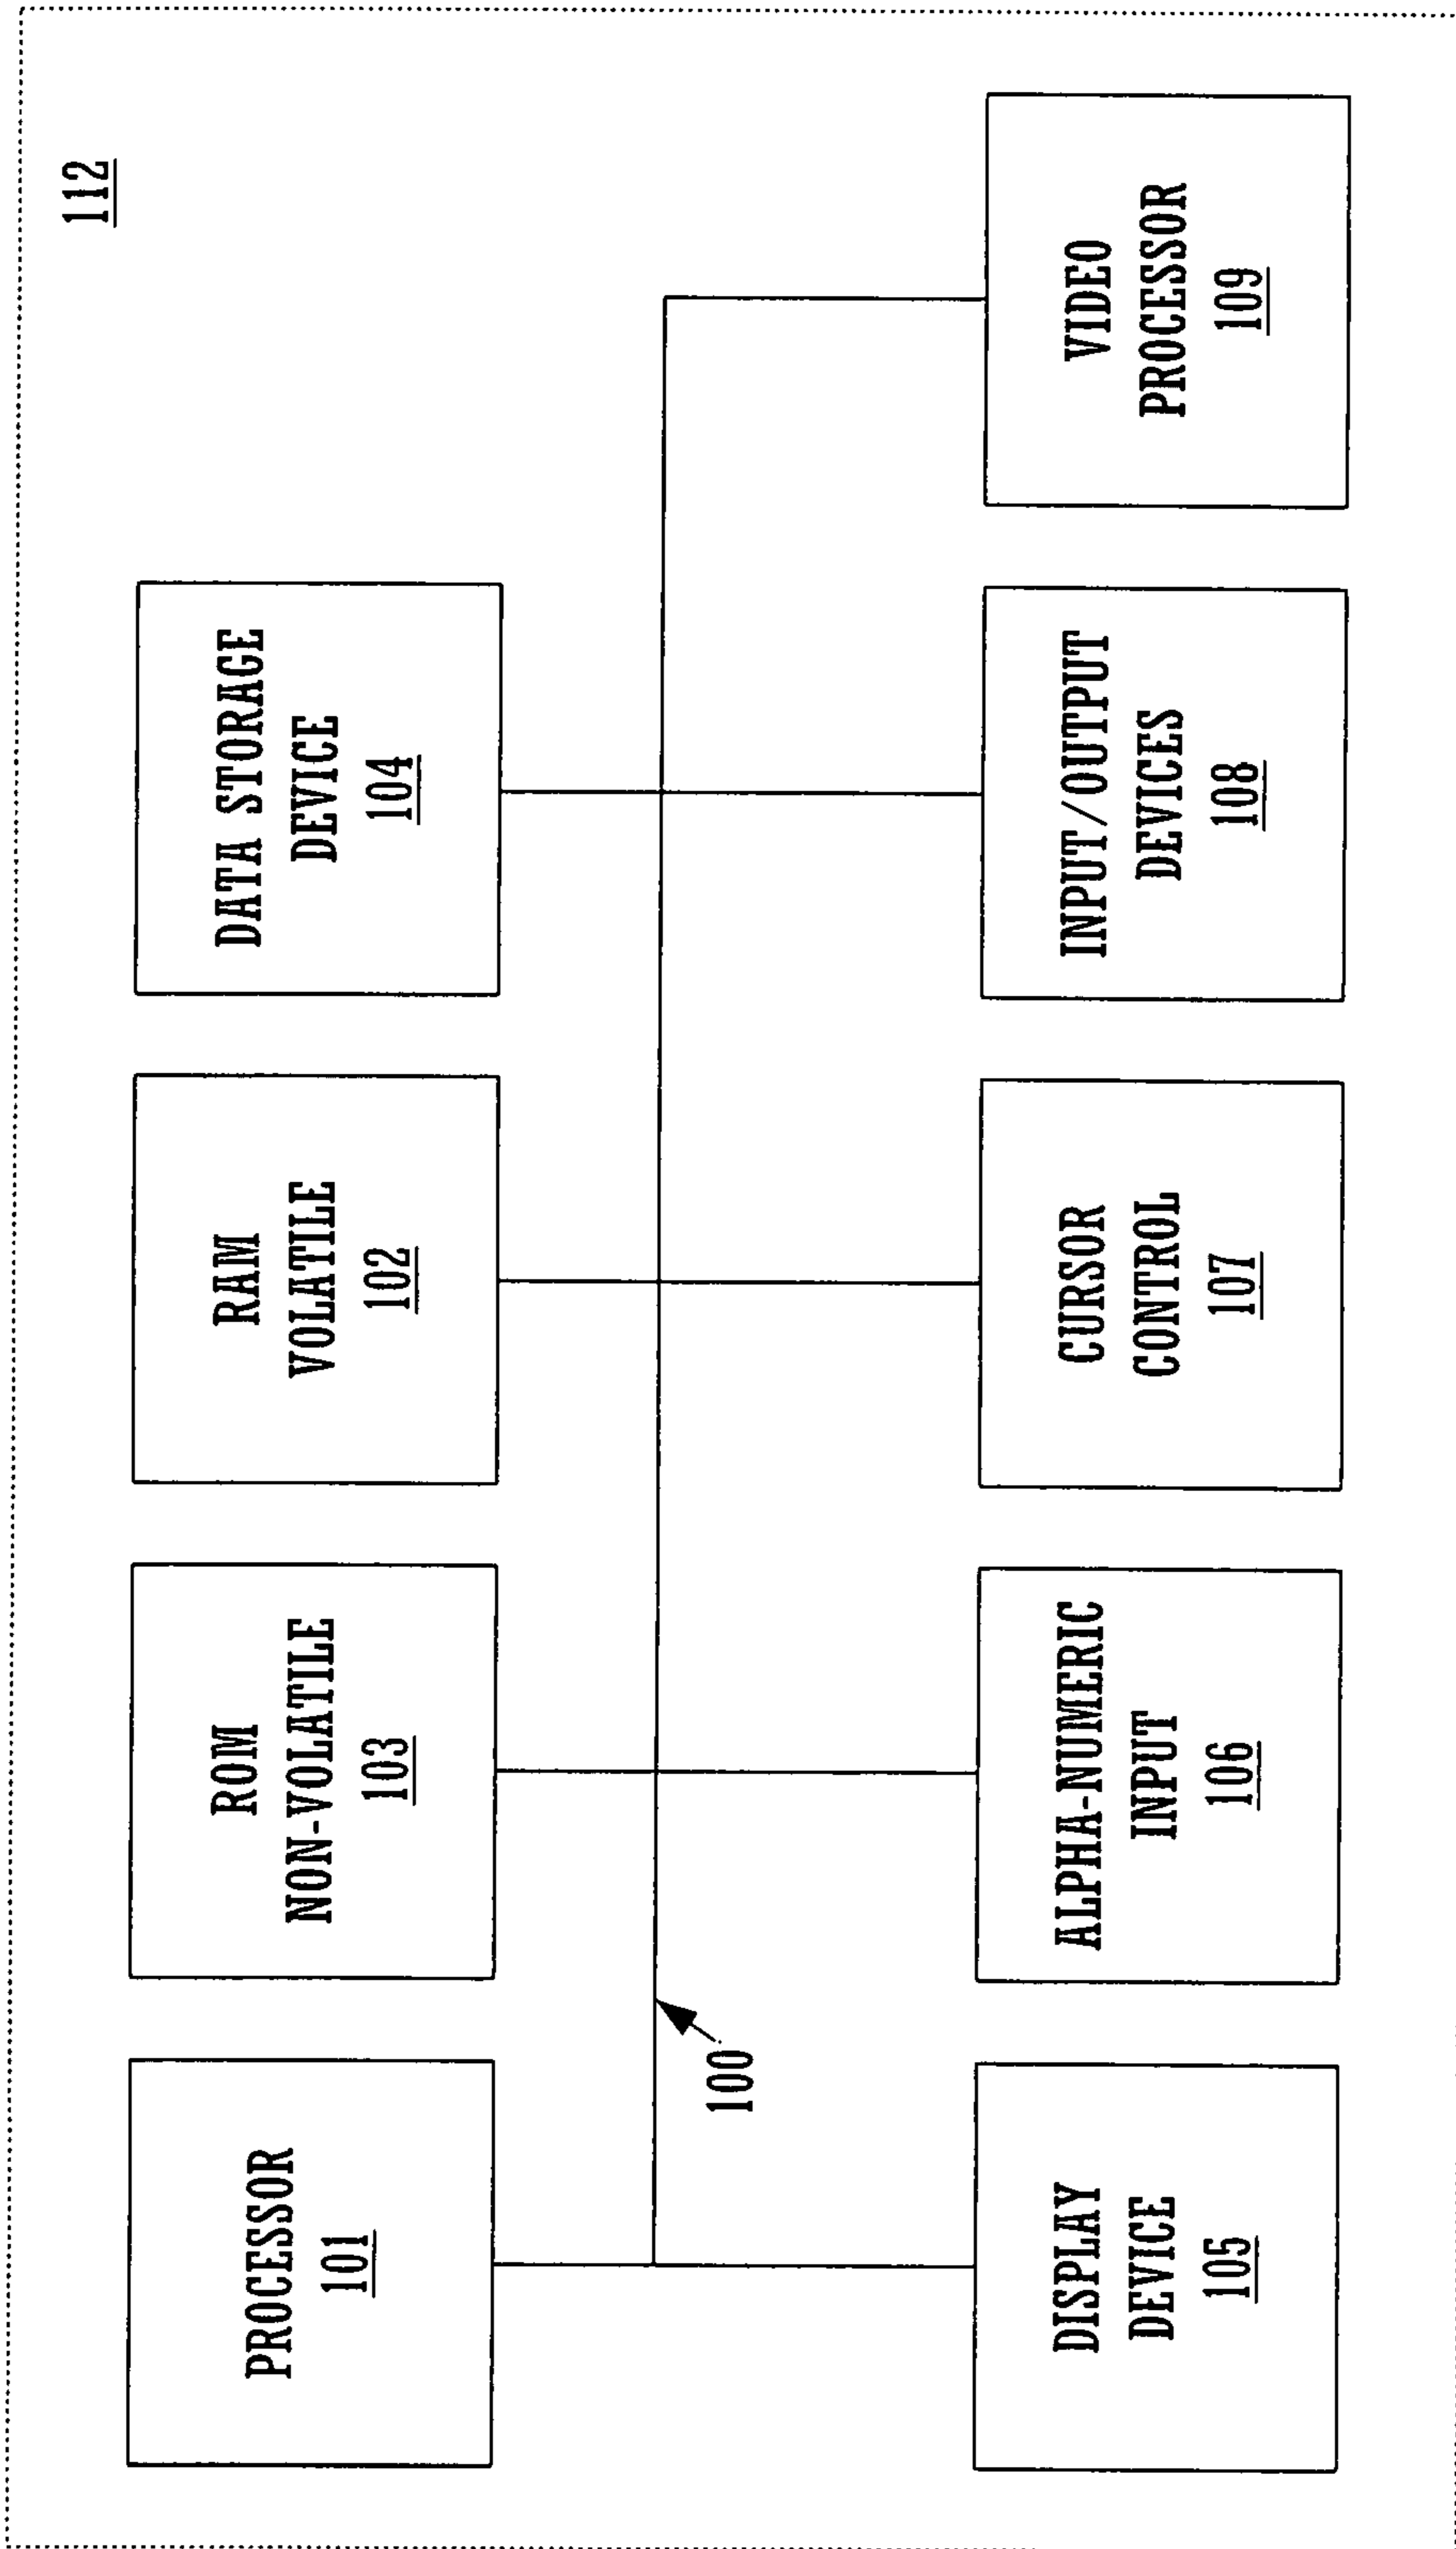 112
PROCESSOR
101
ROM
NON-VOLATILE
103
RAM
VOLATILE
102
DATA STORAGE
DEVICE
104
100
DISPLAY
DEVICE
105
ALPHA-NUMERIC
INPUT
106
CURSOR
CONTROL
107
INPUT/OUTPUT
DEVICES
108
VIDEO
PROCESSOR
109